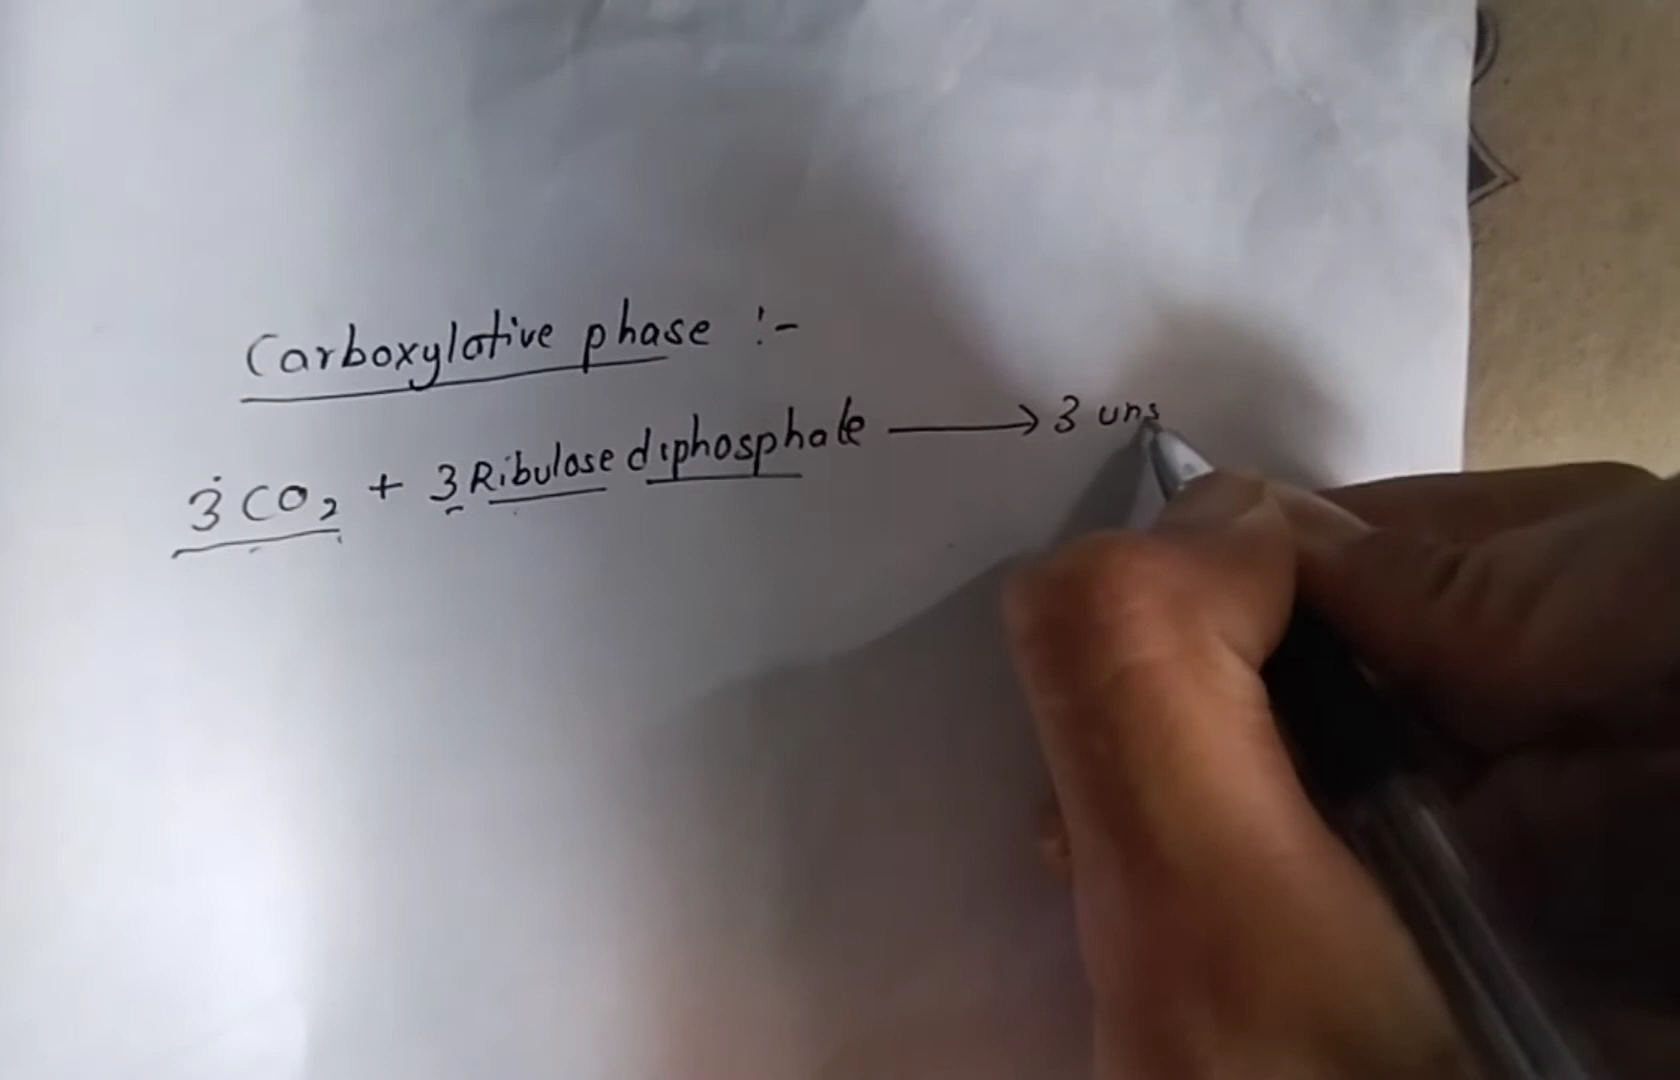 Carboxylative phase :-
3 CO₂ + 3 Ribulose diphosphate ⟶ 3 uns